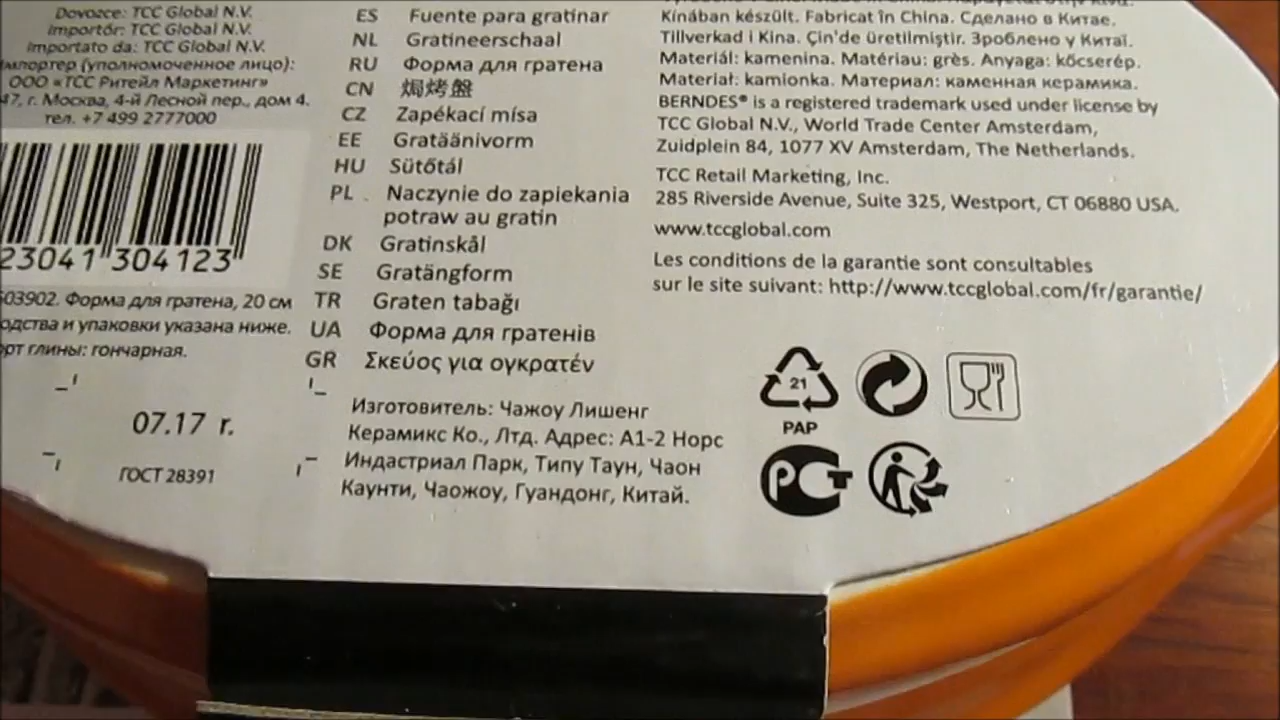 Dovozce: TCC Global N.V.
Importőr: TCC Global N.V.
Importato da: TCC Global N.V.
(уполномоченное лицо):
ООО «ТСС Ритейл Маркетинг»
47, г. Москва, 4-й Лесной пер., дом 4.
тел. +7 499 2777000
23041 304123
503902. Форма для гратена, 20 см
и упаковки указана ниже.
глины: гончарная.
07.17 г.
ГОСТ 28391
ES Fuente para gratinar
NL Gratineerschaal
RU Форма для гратена
CN 焗烤盤
CZ Zapékací mísa
EE Gratäänivorm
HU Sütőtál
PL Naczynie do zapiekania
potraw au gratin
DK Gratinskål
SE Gratängform
TR Graten tabağı
UA Форма для гратенів
GR Σκεύος για ογκρατέν
Изготовитель: Чажоу Лишенг
Керамикс Ко., Лтд. Адрес: А1-2 Норс
Индастриал Парк, Типу Таун, Чаон
Каунти, Чаожоу, Гуандонг, Китай.
Kínában készült. Fabricat în China. Сделано в Китае.
Tillverkad i Kina. Çin'de üretilmiştir. Зроблено у Китаї.
Materiál: kamenina. Matériau: grès. Anyaga: kőcserép.
Materiał: kamionka. Материал: каменная керамика.
BERNDES® is a registered trademark used under license by
TCC Global N.V., World Trade Center Amsterdam,
Zuidplein 84, 1077 XV Amsterdam, The Netherlands.
TCC Retail Marketing, Inc.
285 Riverside Avenue, Suite 325, Westport, CT 06880 USA.
www.tccglobal.com
Les conditions de la garantie sont consultables
sur le site suivant: http://www.tccglobal.com/fr/garantie/
21
PAP
РСТ